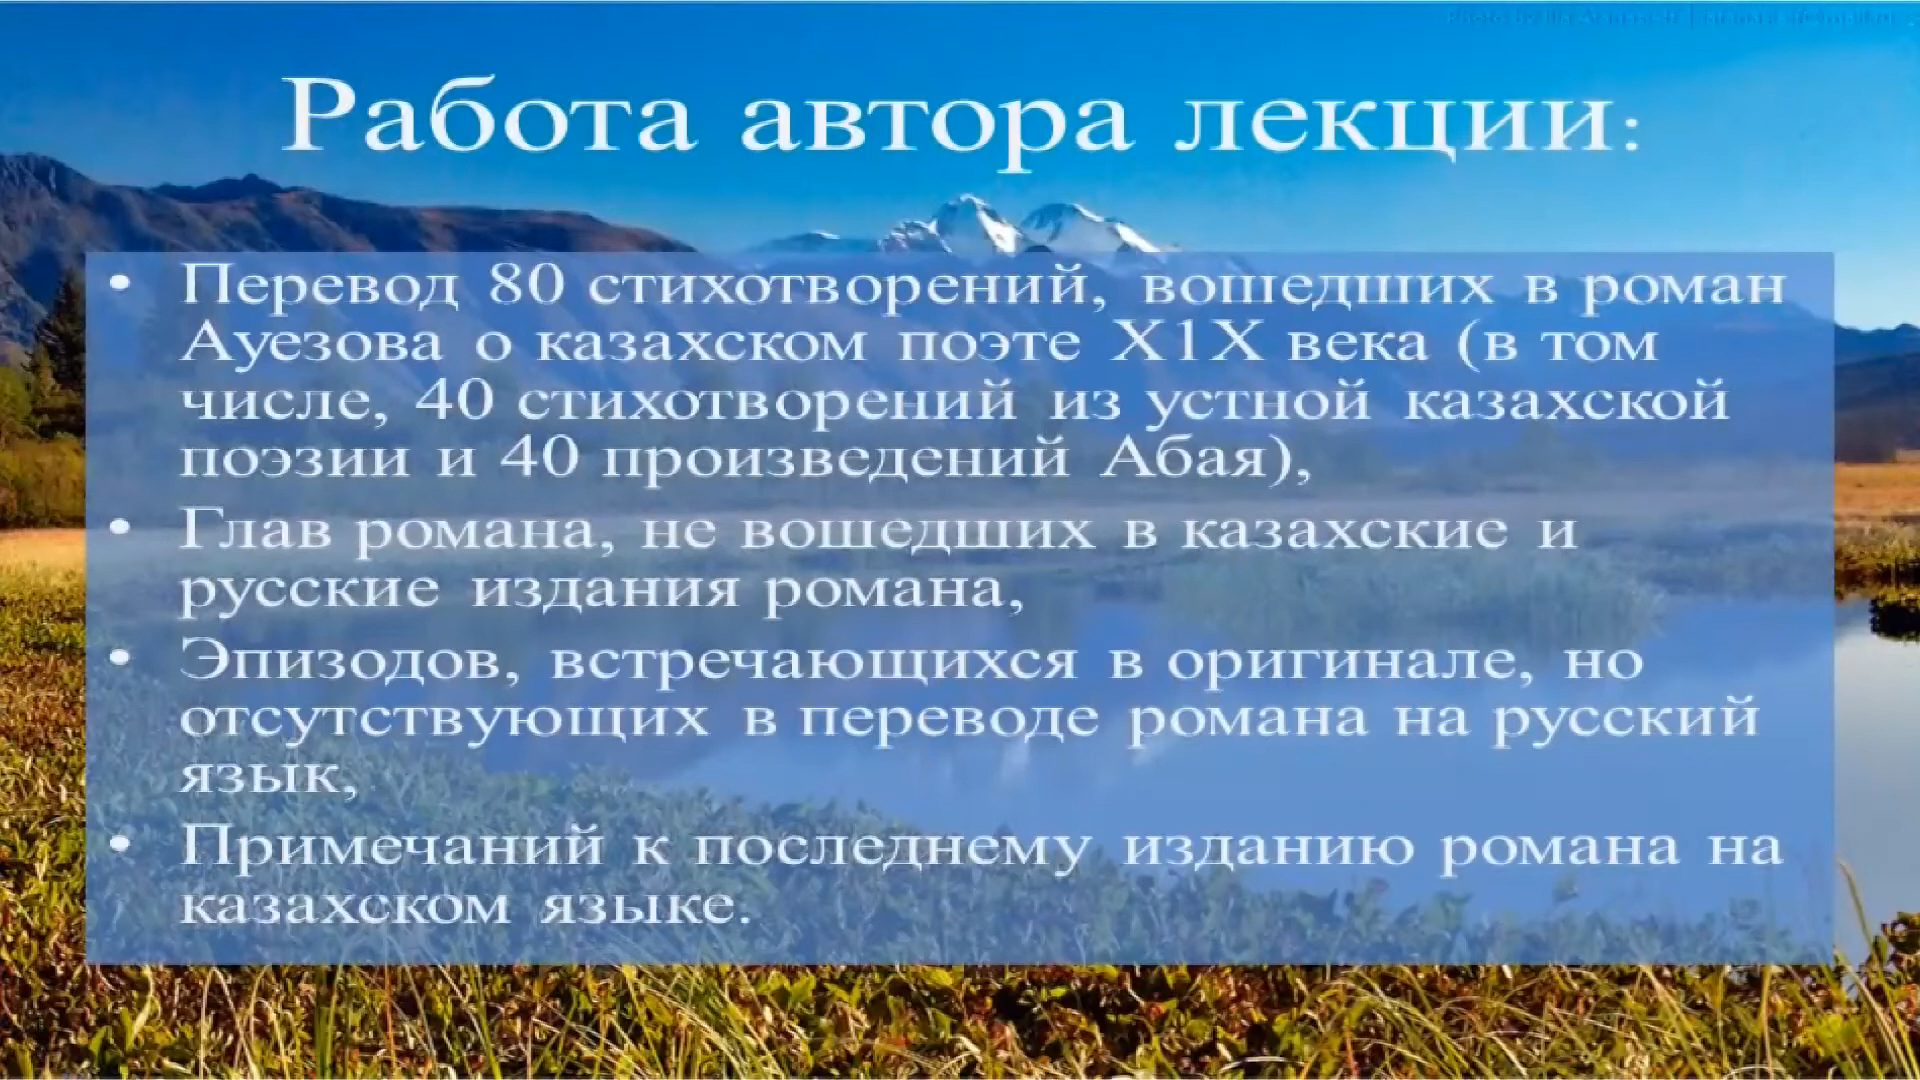 Работа автора лекции:
• Перевод 80 стихотворений, вошедших в роман
Ауезова о казахском поэте Х1Х века (в том
числе, 40 стихотворений из устной казахской
поэзии и 40 произведений Абая),
• Глав романа, не вошедших в казахские и
русские издания романа,
• Эпизодов, встречающихся в оригинале, но
отсутствующих в переводе романа на русский
язык,
• Примечаний к последнему изданию романа на
казахском языке.